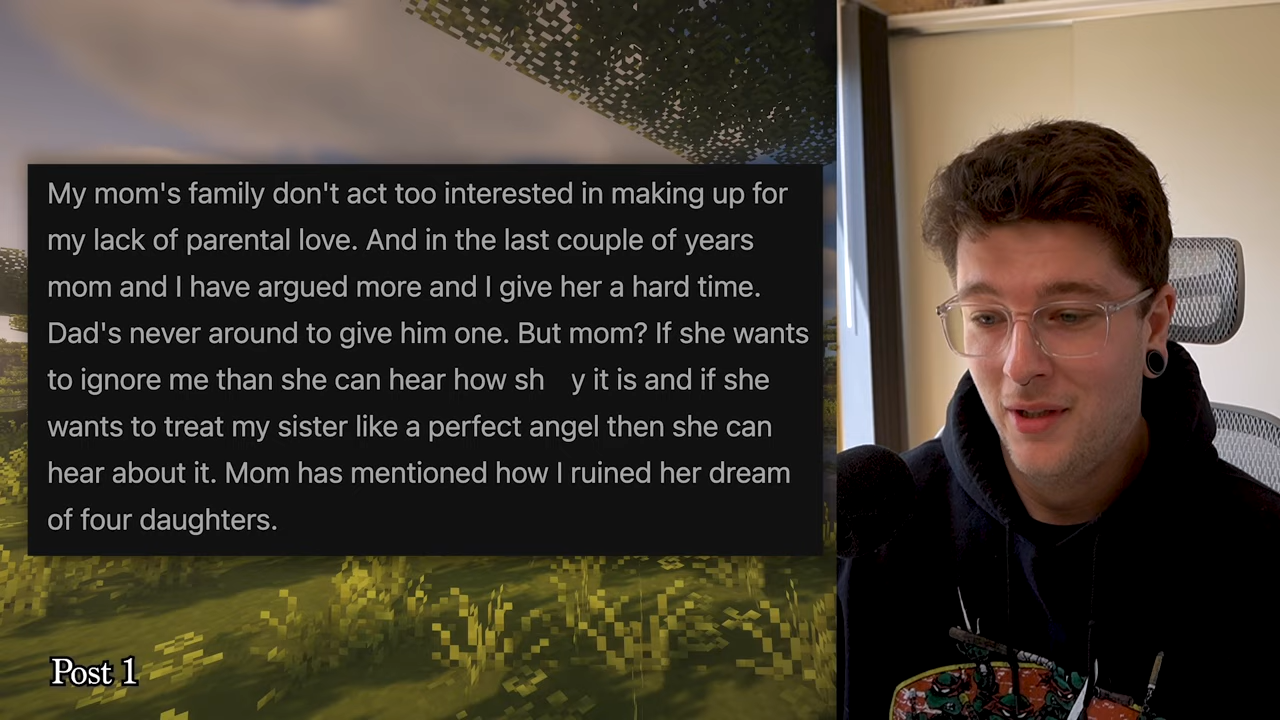 My mom's family don't act too interested in making up for
my lack of parental love. And in the last couple of years
mom and I have argued more and I give her a hard time.
Dad's never around to give him one. But mom? If she wants
to ignore me than she can hear how sh y it is and if she
wants to treat my sister like a perfect angel then she can
hear about it. Mom has mentioned how I ruined her dream
of four daughters.
Post 1